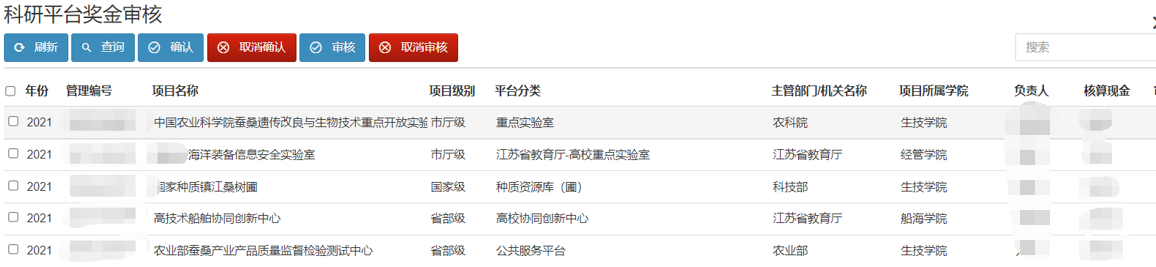 科研平台奖金审核
刷新 查询 确认 取消确认 审核 取消审核 搜索
年份 管理编号 项目名称 项目级别 平台分类 主管部门/机关名称 项目所属学院 负责人 核算现金
2021 中国农业科学院蚕桑遗传改良与生物技术重点开放实验 市厅级 重点实验室 农科院 生技学院
2021 海洋装备信息安全实验室 市厅级 江苏省教育厅-高校重点实验室 江苏省教育厅 经管学院
2021 国家种质镇江桑树圃 国家级 种质资源库（圃） 科技部 生技学院
2021 高技术船舶协同创新中心 省部级 高校协同创新中心 江苏省教育厅 船海学院
2021 农业部蚕桑产业产品质量监督检验测试中心 省部级 公共服务平台 农业部 生技学院